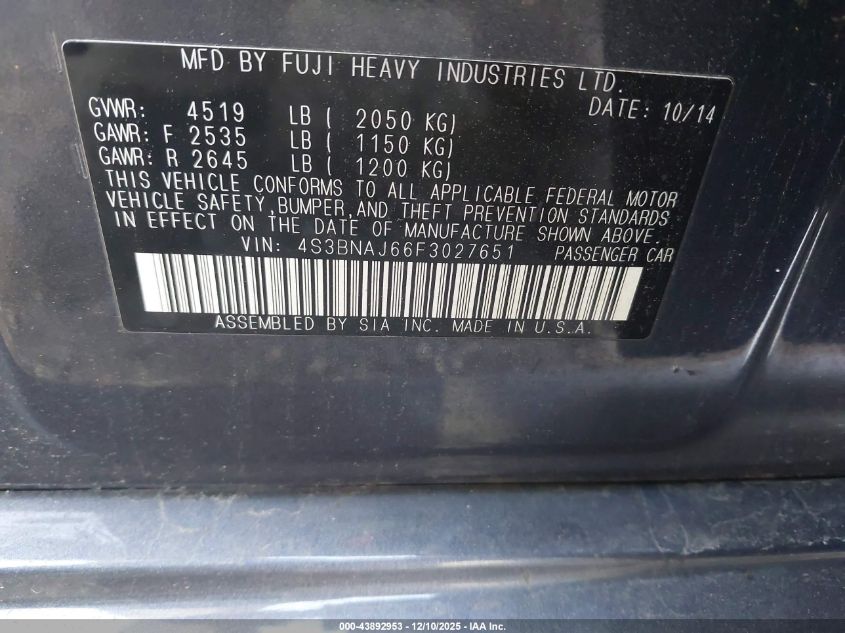 MFD BY FUJI HEAVY INDUSTRIES LTD.
DATE: 10/14
GVWR: 4519 LB ( 2050 KG)
GAWR: F 2535 LB ( 1150 KG)
GAWR: R 2645 LB ( 1200 KG)
THIS VEHICLE CONFORMS TO ALL APPLICABLE FEDERAL MOTOR
VEHICLE SAFETY, BUMPER, AND THEFT PREVENTION STANDARDS
IN EFFECT ON THE DATE OF MANUFACTURE SHOWN ABOVE.
VIN: 4S3BNAJ66F3027651 PASSENGER CAR
ASSEMBLED BY SIA INC. MADE IN U.S.A.
000-43892953 - 12/10/2025 - IAA Inc.